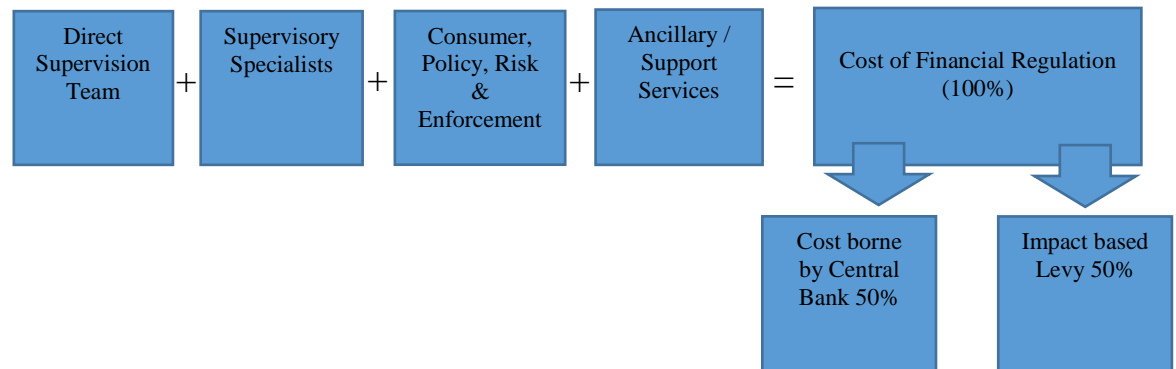 Direct
Supervision
Team
+
Supervisory
Specialists
+
Consumer,
Policy, Risk
&
Enforcement
+
Ancillary /
Support
Services
=
Cost of Financial Regulation
(100%)
Cost borne
by Central
Bank 50%
Impact based
Levy 50%